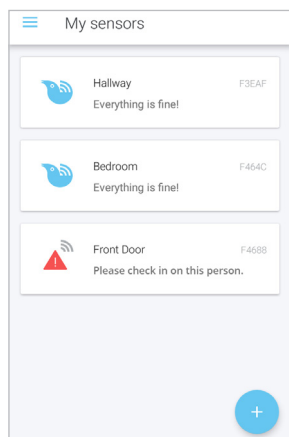 My sensors
Hallway F3EAF
Everything is fine!
Bedroom F464C
Everything is fine!
Front Door F4688
Please check in on this person.